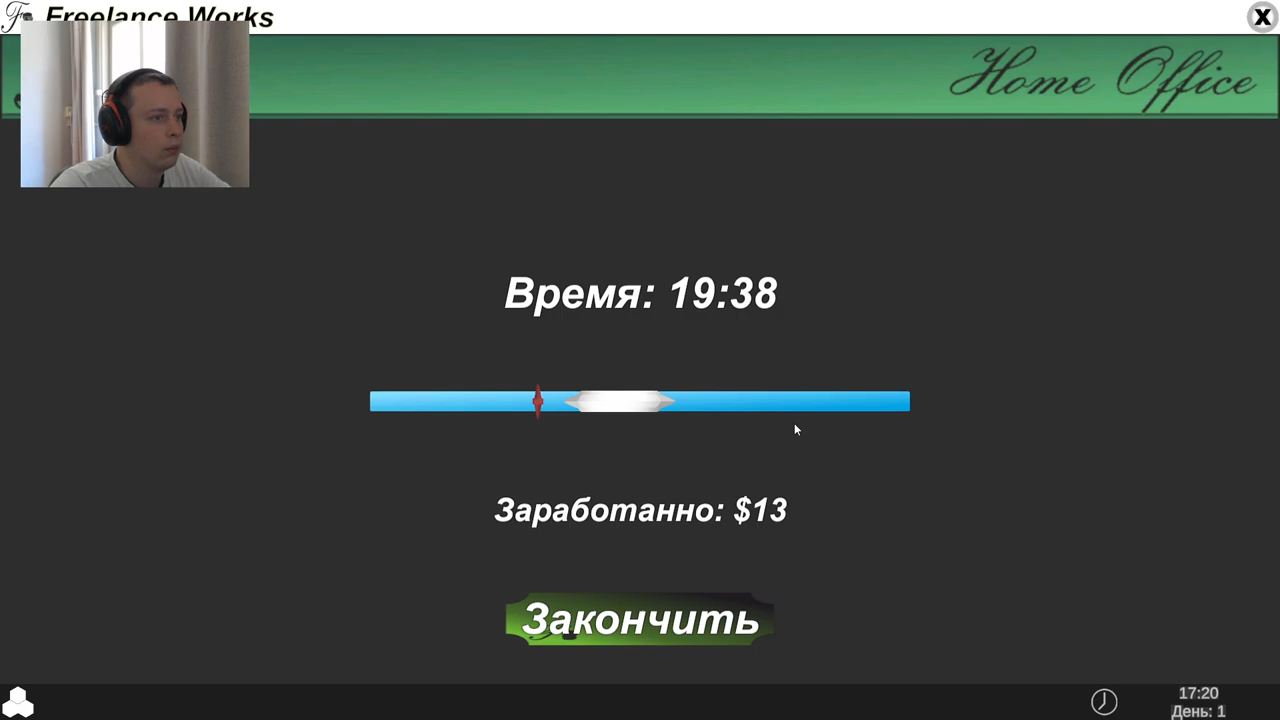 Freelance Works
X
Home Office
Время: 19:38
Заработанно: $13
Закончить
17:20
День: 1